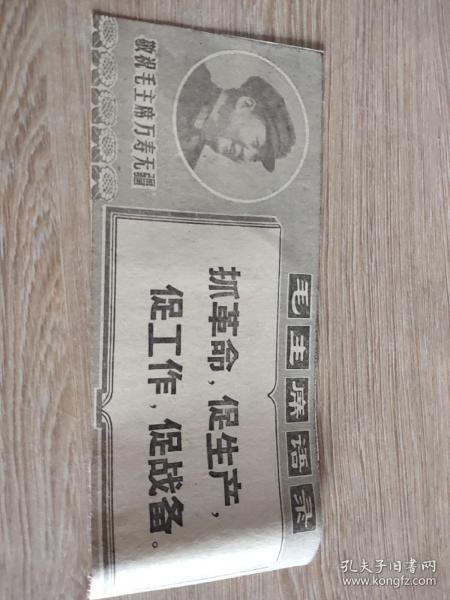 敬祝毛主席万寿无疆
毛主席语录
抓革命，促生产，
促工作，促战备。
孔夫子旧书网
www.kongfz.com